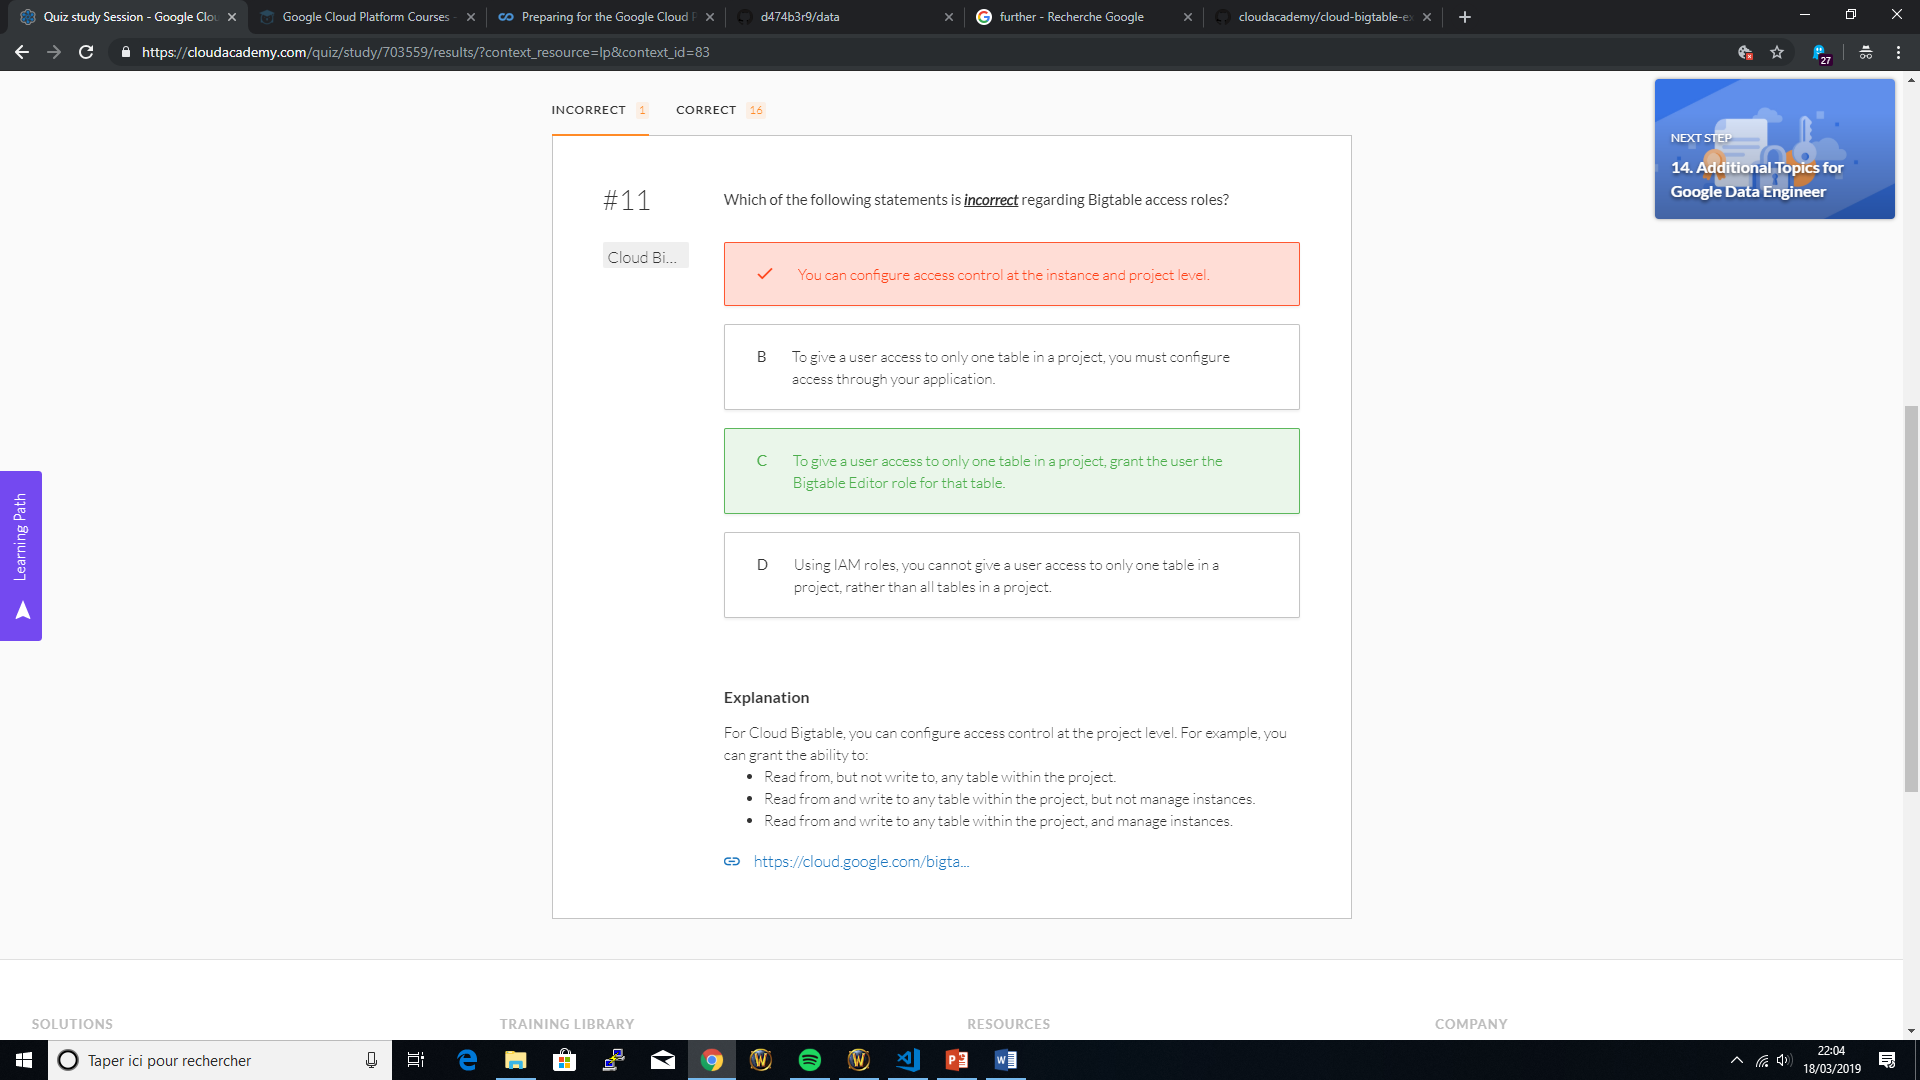 Quiz study Session - Google Clou
Google Cloud Platform Courses -
Preparing for the Google Cloud P
d474b3r9/data
further - Recherche Google
cloudacademy/cloud-bigtable-ex
https://cloudacademy.com/quiz/study/703559/results/?context_resource=lp&context_id=83
27
INCORRECT 1 CORRECT 16
NEXT STEP
14. Additional Topics for
Google Data Engineer
#11
Cloud Bi...
Which of the following statements is incorrect regarding Bigtable access roles?
You can configure access control at the instance and project level.
B To give a user access to only one table in a project, you must configure
access through your application.
C To give a user access to only one table in a project, grant the user the
Bigtable Editor role for that table.
D Using IAM roles, you cannot give a user access to only one table in a
project, rather than all tables in a project.
Learning Path
Explanation
For Cloud Bigtable, you can configure access control at the project level. For example, you
can grant the ability to:
• Read from, but not write to, any table within the project.
• Read from and write to any table within the project, but not manage instances.
• Read from and write to any table within the project, and manage instances.
https://cloud.google.com/bigta...
SOLUTIONS TRAINING LIBRARY RESOURCES COMPANY
Taper ici pour rechercher
22:04
18/03/2019